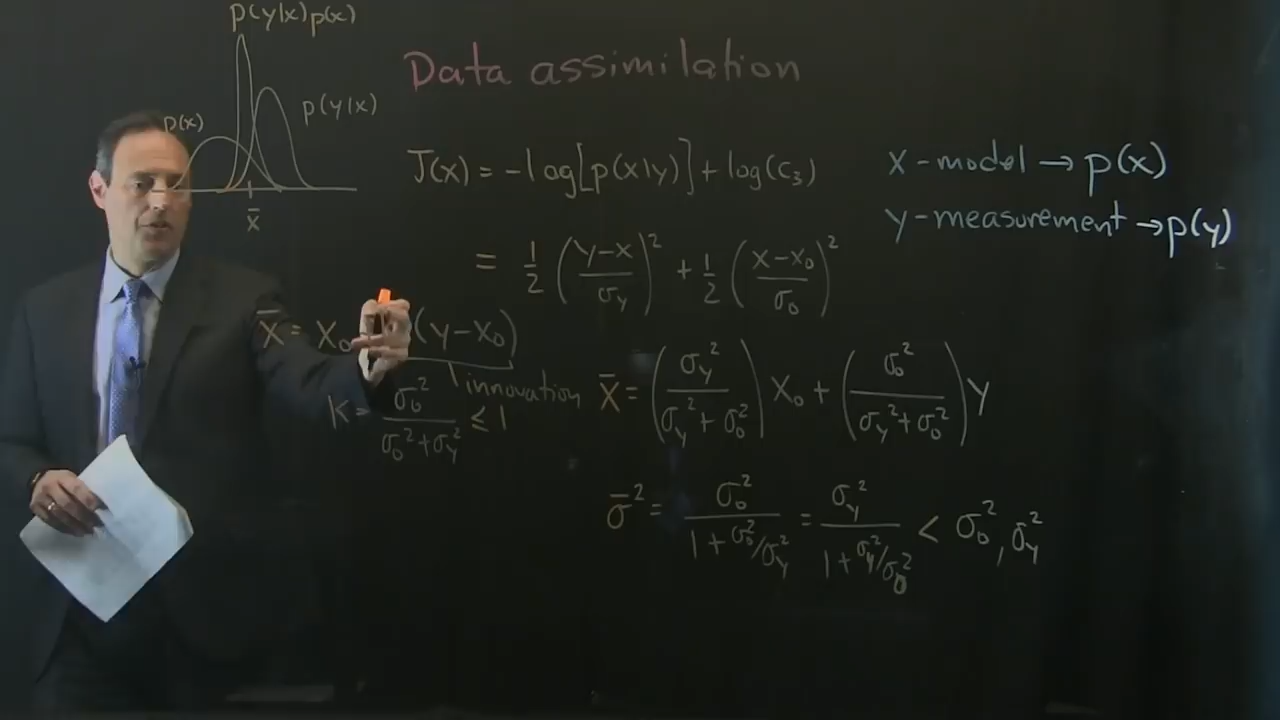 p(y|x)p(x)
Data assimilation
p(y|x)
p(x)
x̄
J(x) = -log[p(x|y)] + log(c₃)
x-model → p(x)
y-measurement → p(y)
= 1/2 ((y-x)/σ_y)² + 1/2 ((x-x₀)/σ₀)²
x̄ = x₀ (y-x₀)
innovation
K = σ₀²/(σ₀²+σ_y²) ≤ 1
x̄ = (σ_y²/(σ_y²+σ₀²)) x₀ + (σ₀²/(σ_y²+σ₀²)) y
σ̄² = σ₀²/(1+σ₀²/σ_y²) = σ_y²/(1+σ_y²/σ₀²) < σ₀², σ_y²